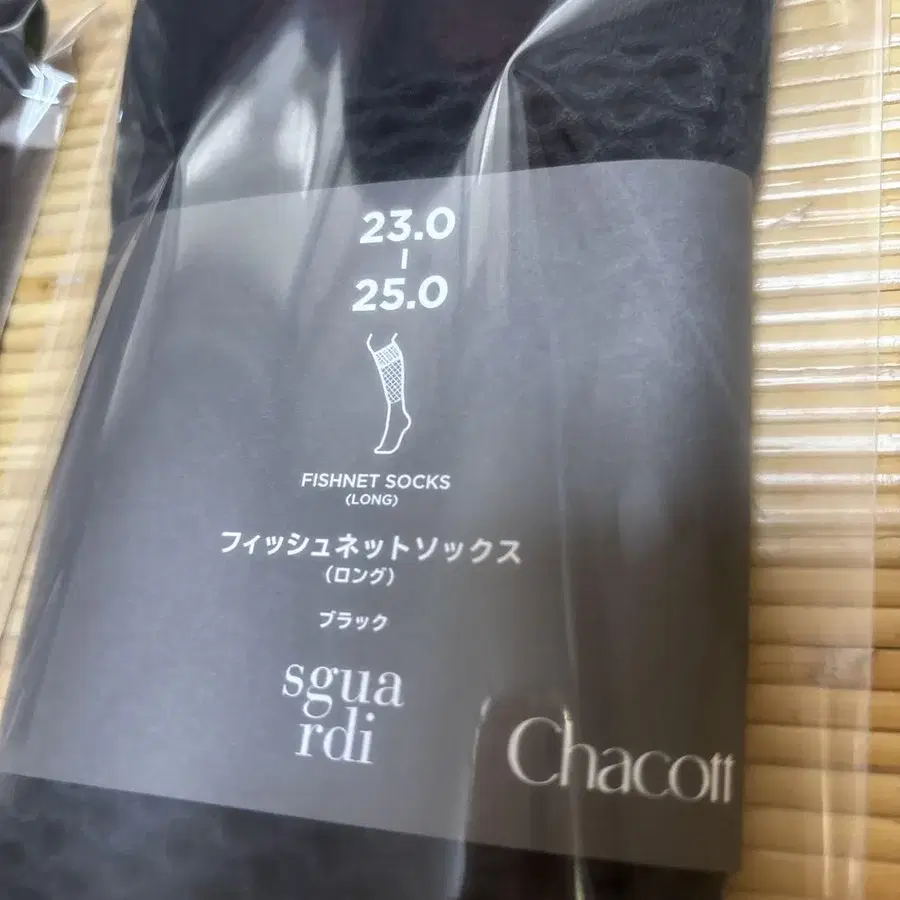 23.0
-
25.0
FISHNET SOCKS
(LONG)
フィッシュネットソックス
(ロング)
ブラック
sgua
rdi
Chacott